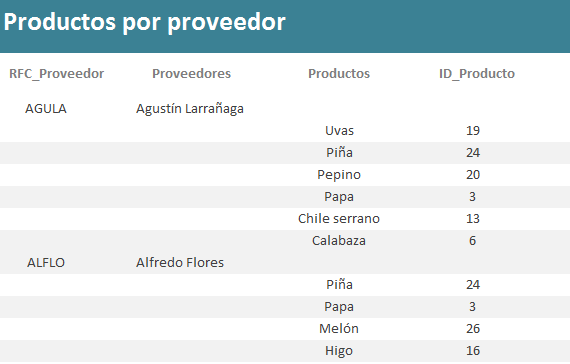 Productos por proveedor
RFC_Proveedor Proveedores Productos ID_Producto
AGULA Agustín Larrañaga
Uvas 19
Piña 24
Pepino 20
Papa 3
Chile serrano 13
Calabaza 6
ALFLO Alfredo Flores
Piña 24
Papa 3
Melón 26
Higo 16